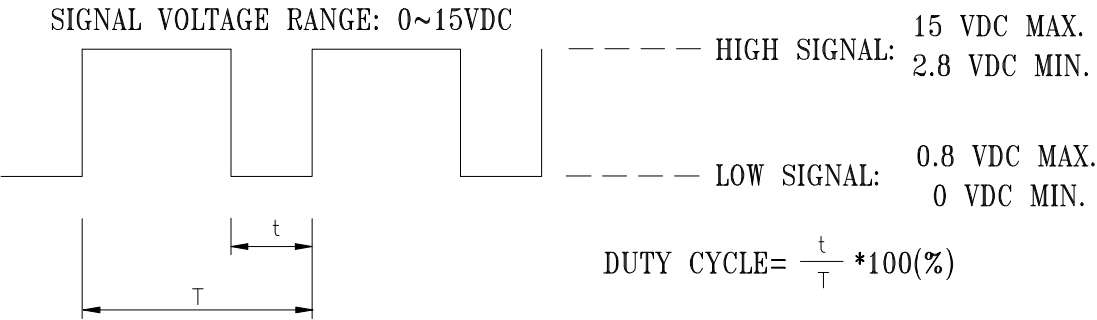 SIGNAL VOLTAGE RANGE: 0~15VDC
HIGH SIGNAL:
15 VDC MAX.
2.8 VDC MIN.
LOW SIGNAL:
0.8 VDC MAX.
0 VDC MIN.
t
T
DUTY CYCLE= t/T *100(%)